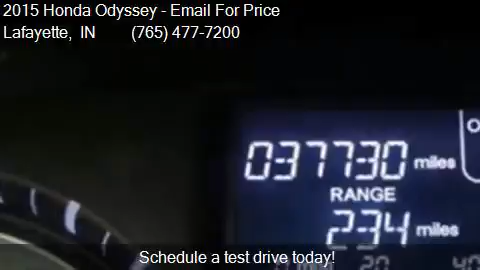 2015 Honda Odyssey - Email For Price
Lafayette, IN (765) 477-7200
037730 miles
RANGE
234 miles
20
Schedule a test drive today!